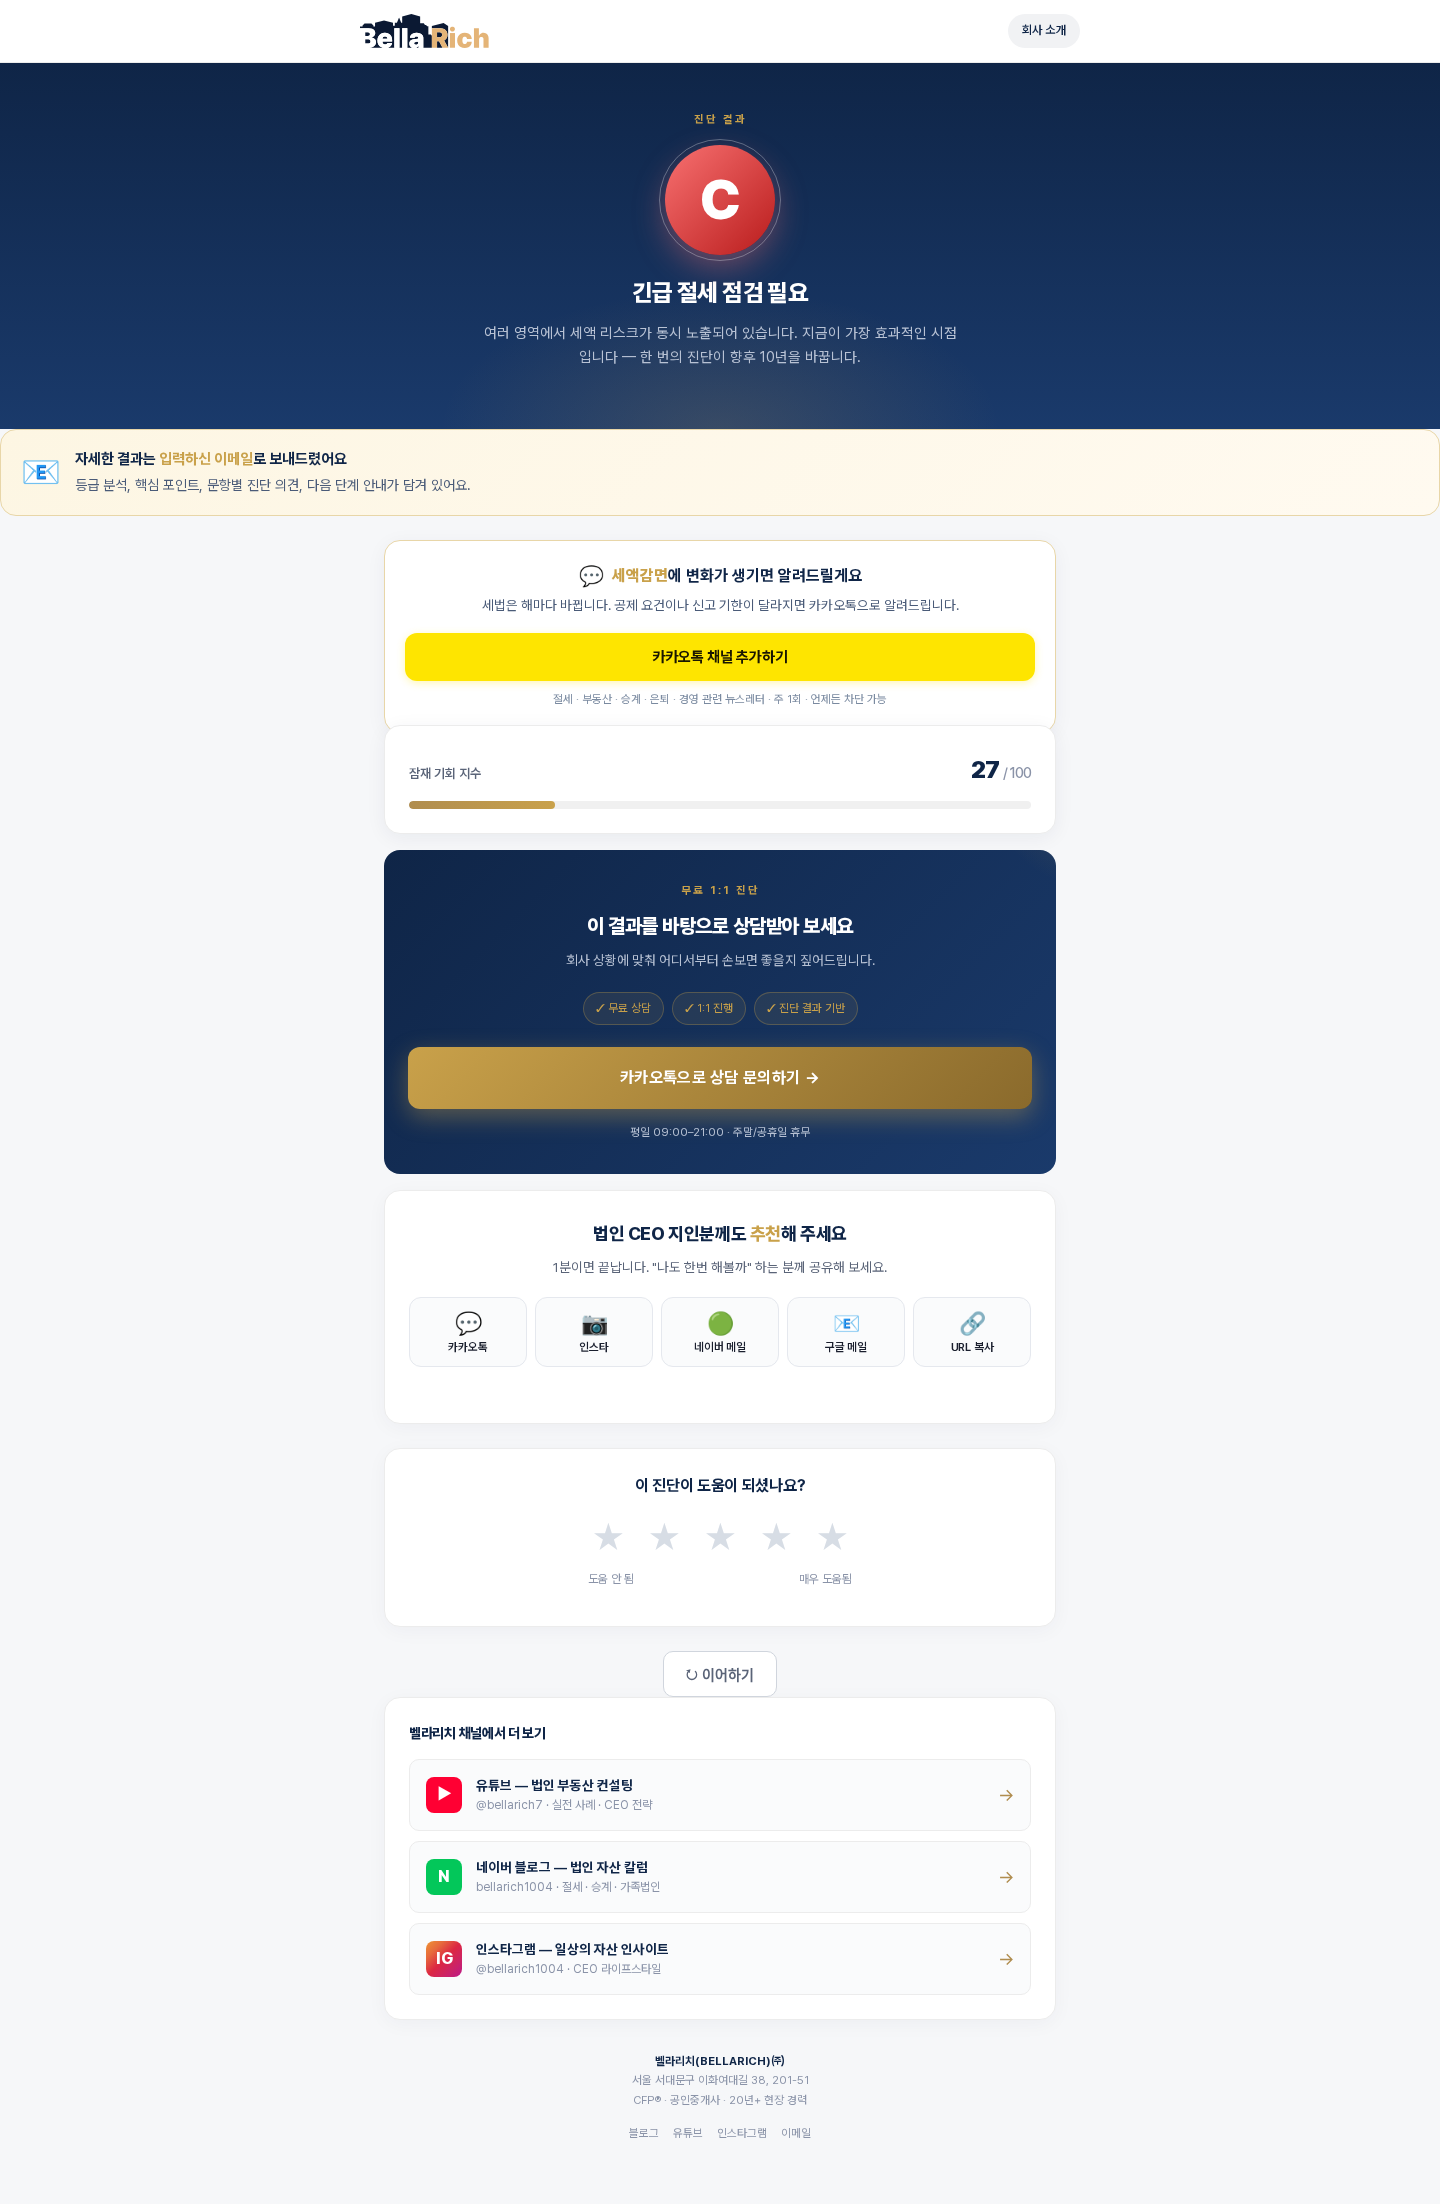 Bella Rich
회사 소개
진단 결과
C
긴급 절세 점검 필요
여러 영역에서 세액 리스크가 동시 노출되어 있습니다. 지금이 가장 효과적인 시점
입니다 — 한 번의 진단이 향후 10년을 바꿉니다.
자세한 결과는 입력하신 이메일로 보내드렸어요
등급 분석, 핵심 포인트, 문항별 진단 의견, 다음 단계 안내가 담겨 있어요.
세액감면에 변화가 생기면 알려드릴게요
세법은 해마다 바뀝니다. 공제 요건이나 신고 기한이 달라지면 카카오톡으로 알려드립니다.
카카오톡 채널 추가하기
절세 · 부동산 · 승계 · 은퇴 · 경영 관련 뉴스레터 · 주 1회 · 언제든 차단 가능
잠재 기회 지수
27 / 100
무료 1:1 진단
이 결과를 바탕으로 상담받아 보세요
회사 상황에 맞춰 어디서부터 손보면 좋을지 짚어드립니다.
✓ 무료 상담 ✓ 1:1 진행 ✓ 진단 결과 기반
카카오톡으로 상담 문의하기 →
평일 09:00–21:00 · 주말/공휴일 휴무
법인 CEO 지인분께도 추천해 주세요
1분이면 끝납니다. "나도 한번 해볼까" 하는 분께 공유해 보세요.
카카오톡 인스타 네이버 메일 구글 메일 URL 복사
이 진단이 도움이 되셨나요?
★ ★ ★ ★ ★
도움 안 됨 매우 도움됨
↻ 이어하기
벨라리치 채널에서 더 보기
유튜브 — 법인 부동산 컨설팅
@bellarich7 · 실전 사례 · CEO 전략
→
N
네이버 블로그 — 법인 자산 칼럼
bellarich1004 · 절세 · 승계 · 가족법인
→
IG
인스타그램 — 일상의 자산 인사이트
@bellarich1004 · CEO 라이프스타일
→
벨라리치(BELLARICH)㈜
서울 서대문구 이화여대길 38, 201-51
CFP® · 공인중개사 · 20년+ 현장 경력
블로그 유튜브 인스타그램 이메일